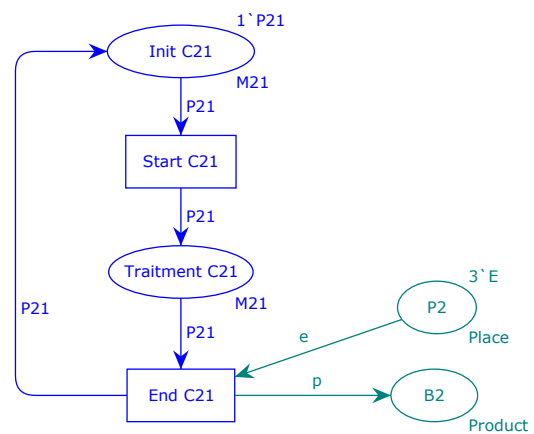 1`P21
Init C21
M21
P21
Start C21
P21
Traitment C21
M21
3`E
P2
P21
P21
e
Place
p
End C21
B2
Product